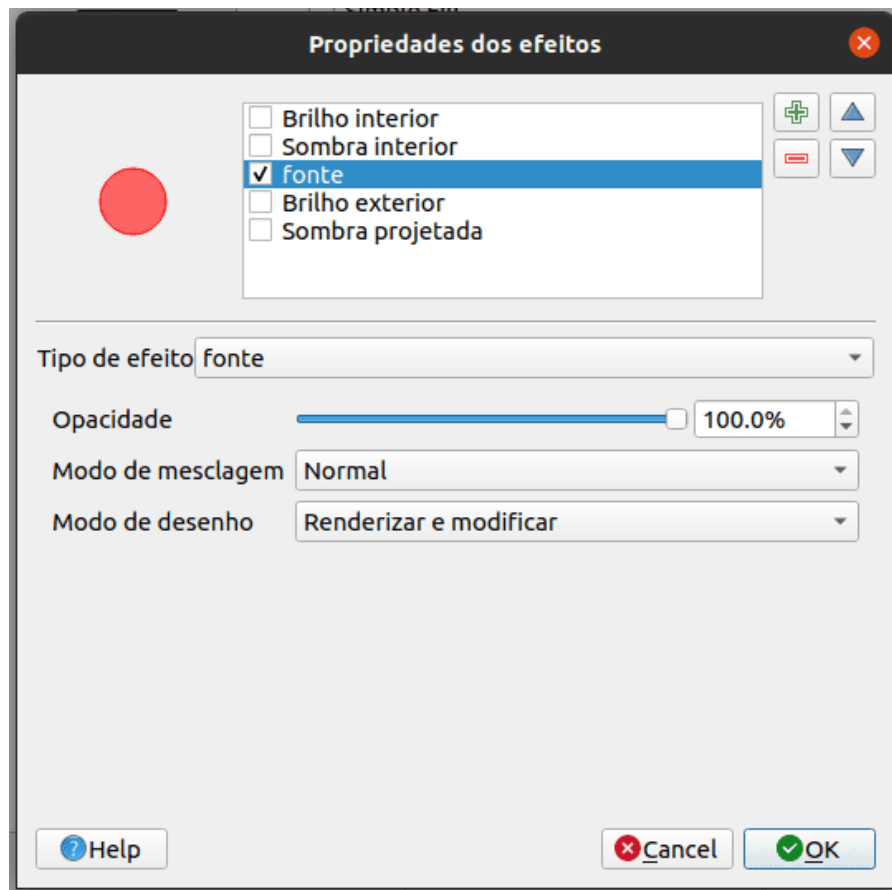 Propriedades dos efeitos
Brilho interior
Sombra interior
fonte
Brilho exterior
Sombra projetada
Tipo de efeito fonte
Opacidade 100.0%
Modo de mesclagem Normal
Modo de desenho Renderizar e modificar
Help Cancel OK